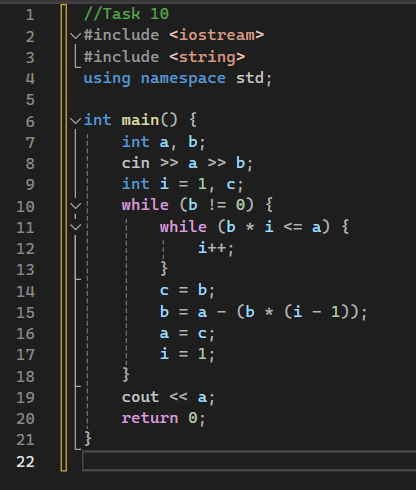 1 //Task 10
2 #include <iostream>
3 #include <string>
4 using namespace std;
5
6 int main() {
7 int a, b;
8 cin >> a >> b;
9 int i = 1, c;
10 while (b != 0) {
11 while (b * i <= a) {
12 i++;
13 }
14 c = b;
15 b = a - (b * (i - 1));
16 a = c;
17 i = 1;
18 }
19 cout << a;
20 return 0;
21 }
22